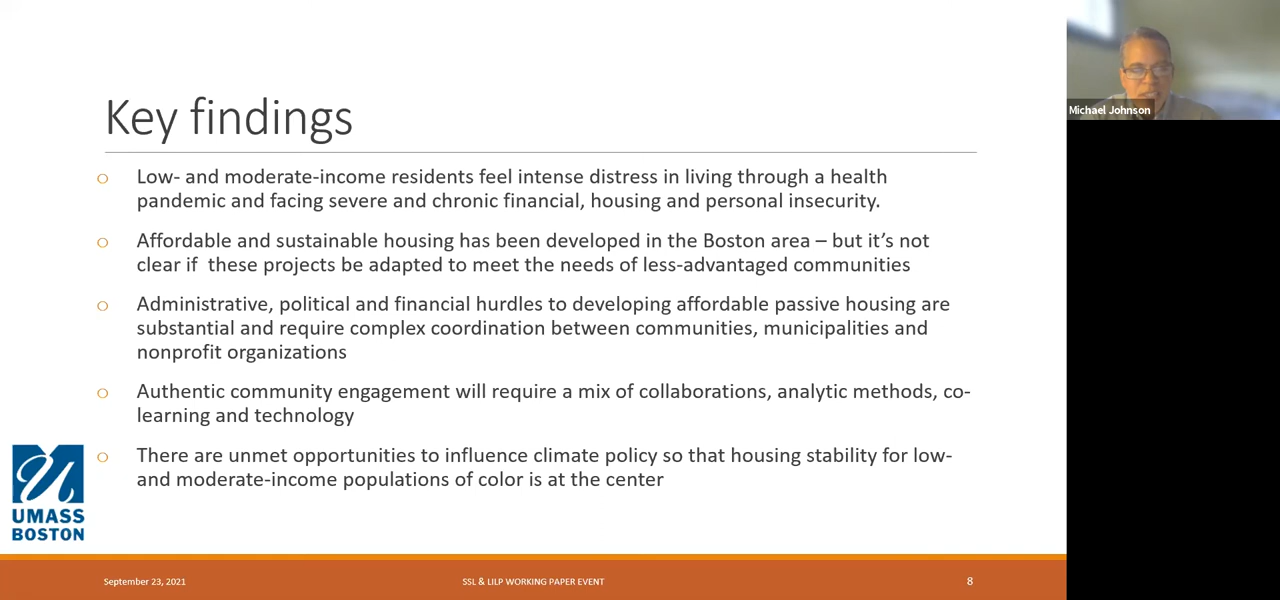 Key findings
o Low- and moderate-income residents feel intense distress in living through a health
pandemic and facing severe and chronic financial, housing and personal insecurity.
o Affordable and sustainable housing has been developed in the Boston area – but it’s not
clear if  these projects be adapted to meet the needs of less-advantaged communities
o Administrative, political and financial hurdles to developing affordable passive housing are
substantial and require complex coordination between communities, municipalities and
nonprofit organizations
o Authentic community engagement will require a mix of collaborations, analytic methods, co-
learning and technology
o There are unmet opportunities to influence climate policy so that housing stability for low-
and moderate-income populations of color is at the center
UMASS
BOSTON
September 23, 2021
SSL & LILP WORKING PAPER EVENT
8
Michael Johnson